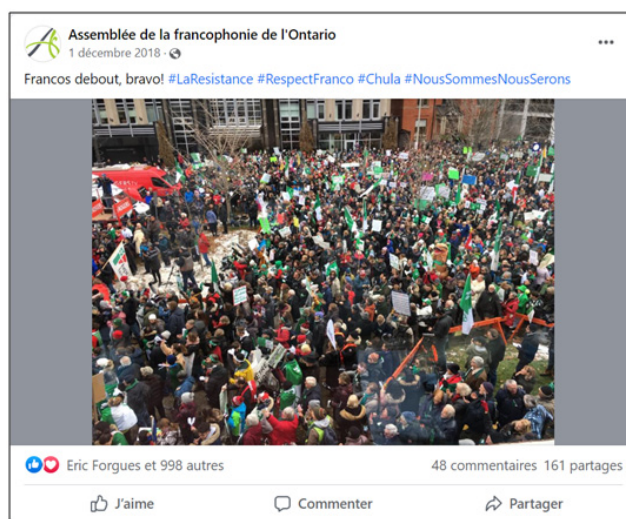 Assemblée de la francophonie de l'Ontario
1 décembre 2018 ·
Francos debout, bravo! #LaResistance #RespectFranco #Chula #NousSommesNousSerons
Eric Forgues et 998 autres
48 commentaires 161 partages
J'aime
Commenter
Partager